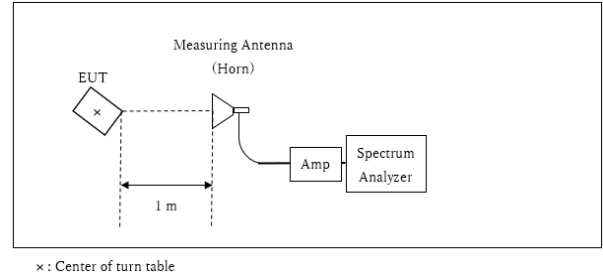 Measuring Antenna
(Horn)
EUT
×
Amp
Spectrum
Analyzer
1 m
× : Center of turn table